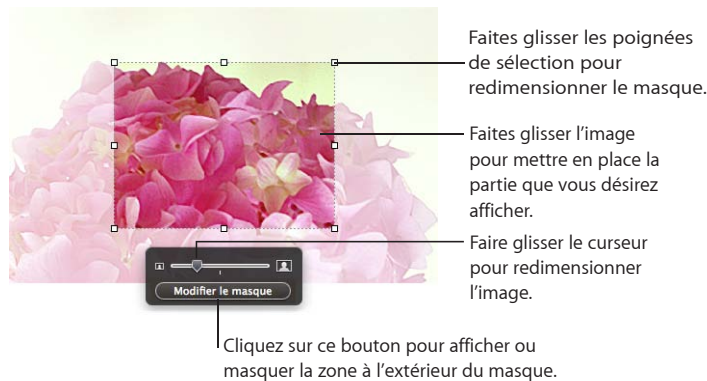 Faites glisser les poignées
de sélection pour
redimensionner le masque.
Faites glisser l'image
pour mettre en place la
partie que vous désirez
afficher.
Faire glisser le curseur
pour redimensionner
l'image.
Modifier le masque
Cliquez sur ce bouton pour afficher ou
masquer la zone à l'extérieur du masque.